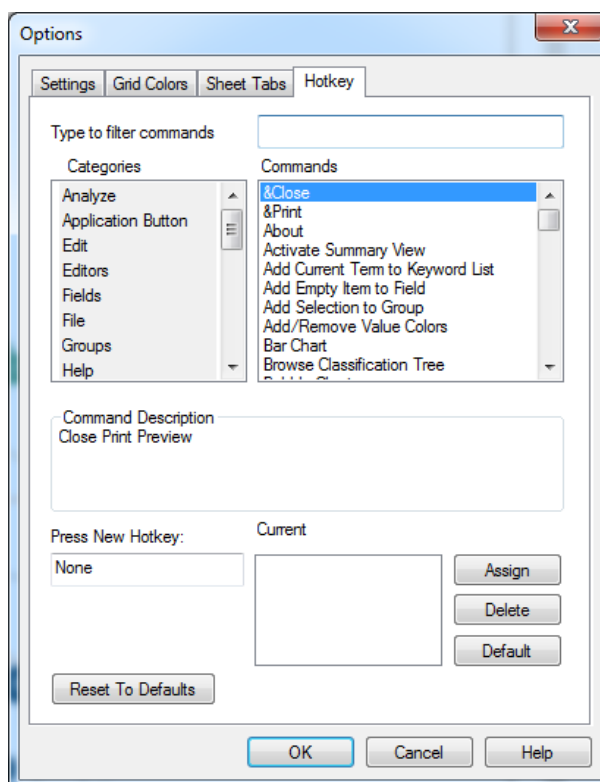 Options
Settings Grid Colors Sheet Tabs Hotkey
Type to filter commands
Categories
Analyze
Application Button
Edit
Editors
Fields
File
Groups
Help
Commands
&Close
&Print
About
Activate Summary View
Add Current Term to Keyword List
Add Empty Item to Field
Add Selection to Group
Add/Remove Value Colors
Bar Chart
Browse Classification Tree
Command Description
Close Print Preview
Press New Hotkey:
None
Current
Assign
Delete
Default
Reset To Defaults
OK Cancel Help